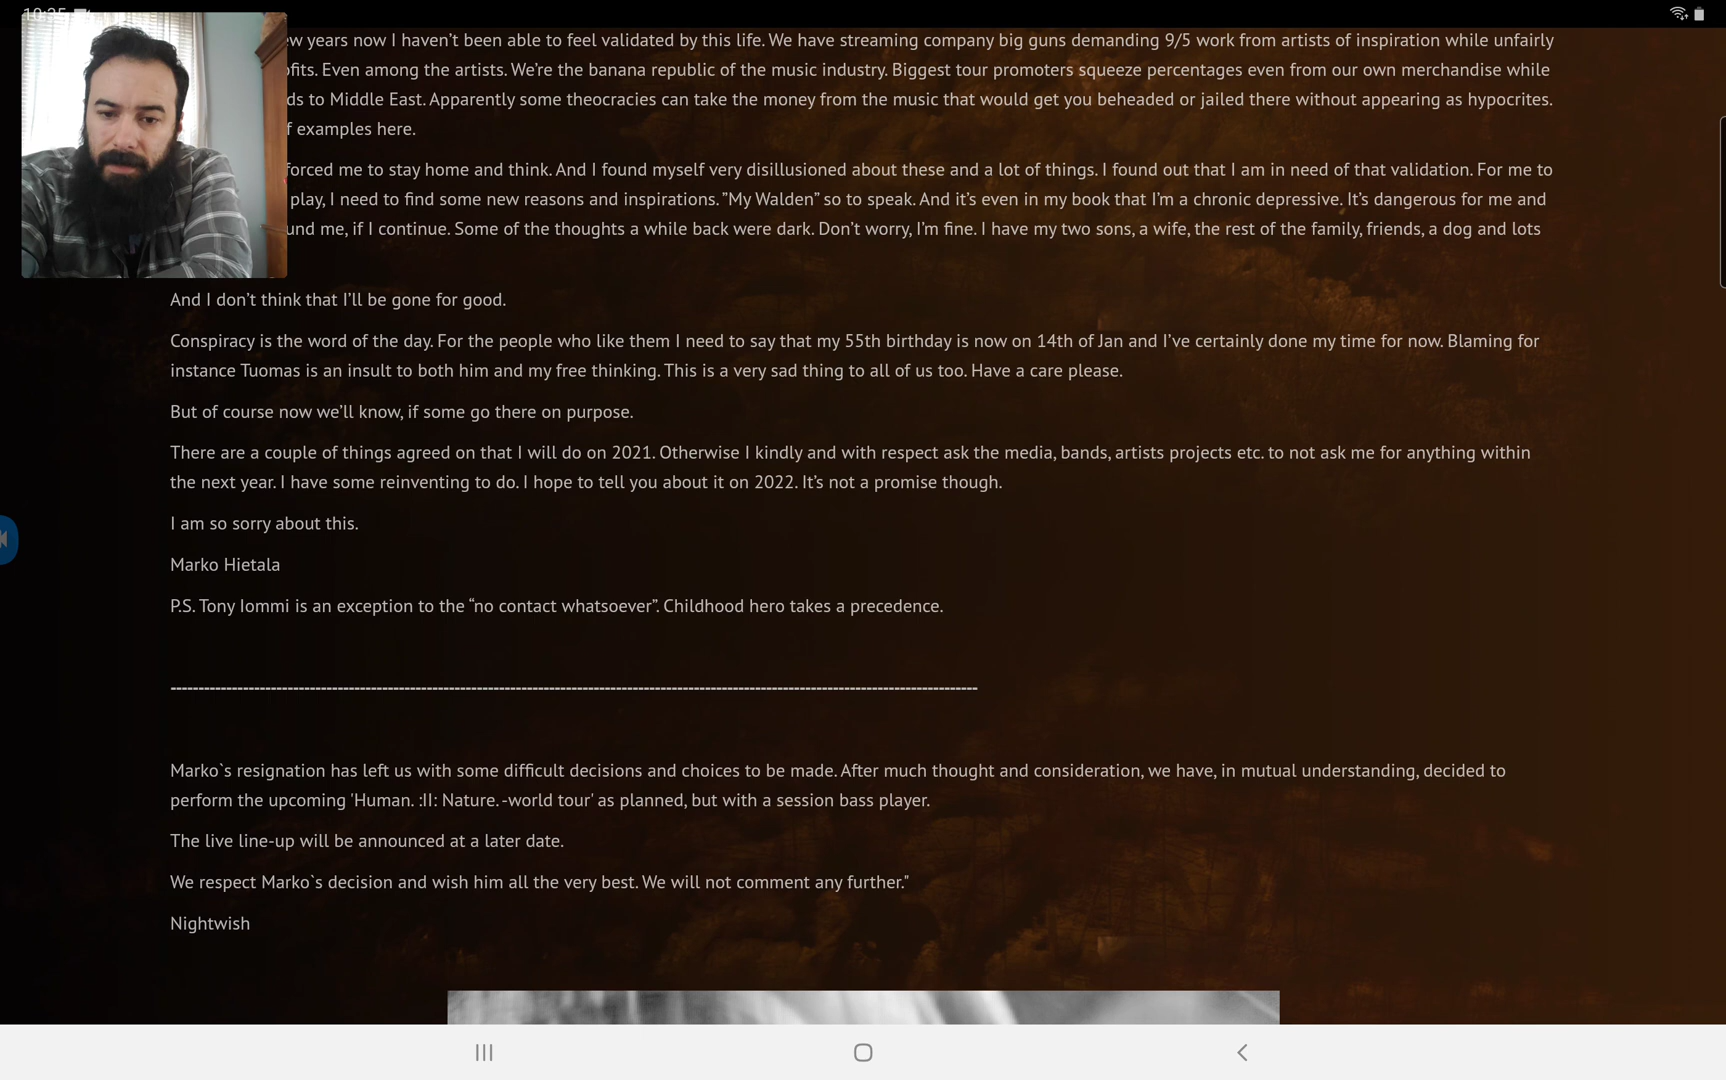 10:35
ew years now I haven’t been able to feel validated by this life. We have streaming company big guns demanding 9/5 work from artists of inspiration while unfairly
ofits. Even among the artists. We’re the banana republic of the music industry. Biggest tour promoters squeeze percentages even from our own merchandise while
ds to Middle East. Apparently some theocracies can take the money from the music that would get you beheaded or jailed there without appearing as hypocrites.
f examples here.
forced me to stay home and think. And I found myself very disillusioned about these and a lot of things. I found out that I am in need of that validation. For me to
play, I need to find some new reasons and inspirations. ”My Walden” so to speak. And it’s even in my book that I’m a chronic depressive. It’s dangerous for me and
und me, if I continue. Some of the thoughts a while back were dark. Don’t worry, I’m fine. I have my two sons, a wife, the rest of the family, friends, a dog and lots
And I don’t think that I’ll be gone for good.
Conspiracy is the word of the day. For the people who like them I need to say that my 55th birthday is now on 14th of Jan and I’ve certainly done my time for now. Blaming for
instance Tuomas is an insult to both him and my free thinking. This is a very sad thing to all of us too. Have a care please.
But of course now we’ll know, if some go there on purpose.
There are a couple of things agreed on that I will do on 2021. Otherwise I kindly and with respect ask the media, bands, artists projects etc. to not ask me for anything within
the next year. I have some reinventing to do. I hope to tell you about it on 2022. It’s not a promise though.
I am so sorry about this.
Marko Hietala
P.S. Tony Iommi is an exception to the “no contact whatsoever”. Childhood hero takes a precedence.
Marko`s resignation has left us with some difficult decisions and choices to be made. After much thought and consideration, we have, in mutual understanding, decided to
perform the upcoming 'Human. :II: Nature. -world tour' as planned, but with a session bass player.
The live line-up will be announced at a later date.
We respect Marko`s decision and wish him all the very best. We will not comment any further."
Nightwish